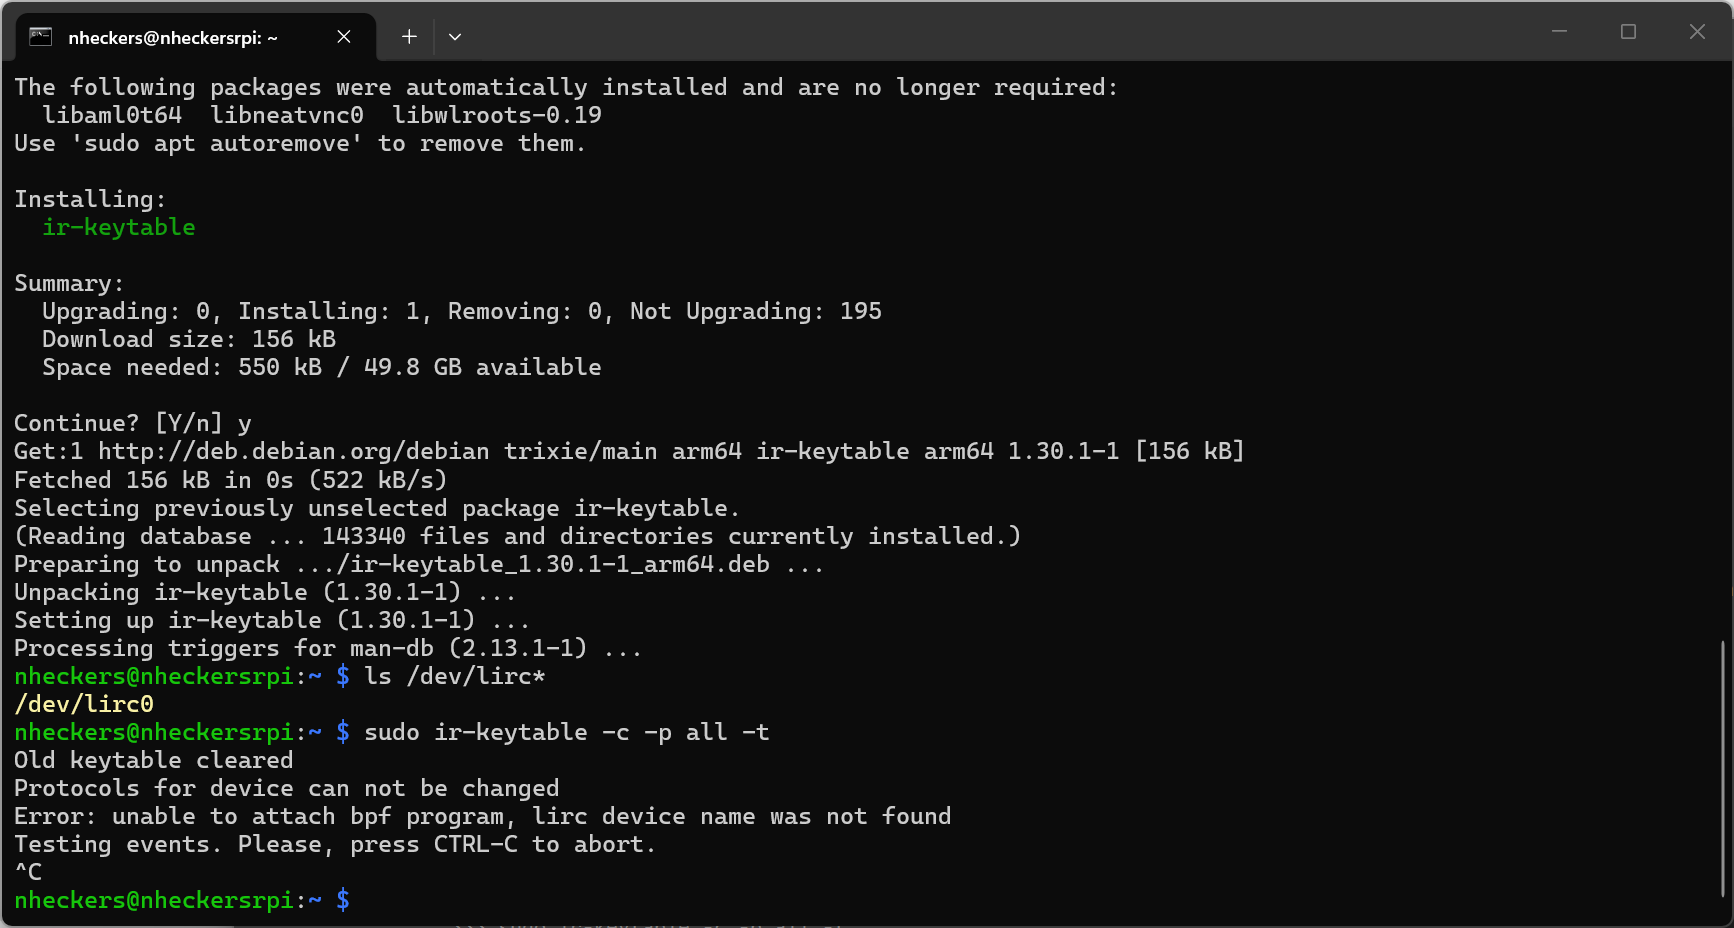 nheckers@nheckersrpi: ~
The following packages were automatically installed and are no longer required:
  libaml0t64  libneatvnc0  libwlroots-0.19
Use 'sudo apt autoremove' to remove them.

Installing:
  ir-keytable

Summary:
  Upgrading: 0, Installing: 1, Removing: 0, Not Upgrading: 195
  Download size: 156 kB
  Space needed: 550 kB / 49.8 GB available

Continue? [Y/n] y
Get:1 http://deb.debian.org/debian trixie/main arm64 ir-keytable arm64 1.30.1-1 [156 kB]
Fetched 156 kB in 0s (522 kB/s)
Selecting previously unselected package ir-keytable.
(Reading database ... 143340 files and directories currently installed.)
Preparing to unpack .../ir-keytable_1.30.1-1_arm64.deb ...
Unpacking ir-keytable (1.30.1-1) ...
Setting up ir-keytable (1.30.1-1) ...
Processing triggers for man-db (2.13.1-1) ...
nheckers@nheckersrpi:~ $ ls /dev/lirc*
/dev/lirc0
nheckers@nheckersrpi:~ $ sudo ir-keytable -c -p all -t
Old keytable cleared
Protocols for device can not be changed
Error: unable to attach bpf program, lirc device name was not found
Testing events. Please, press CTRL-C to abort.
^C
nheckers@nheckersrpi:~ $